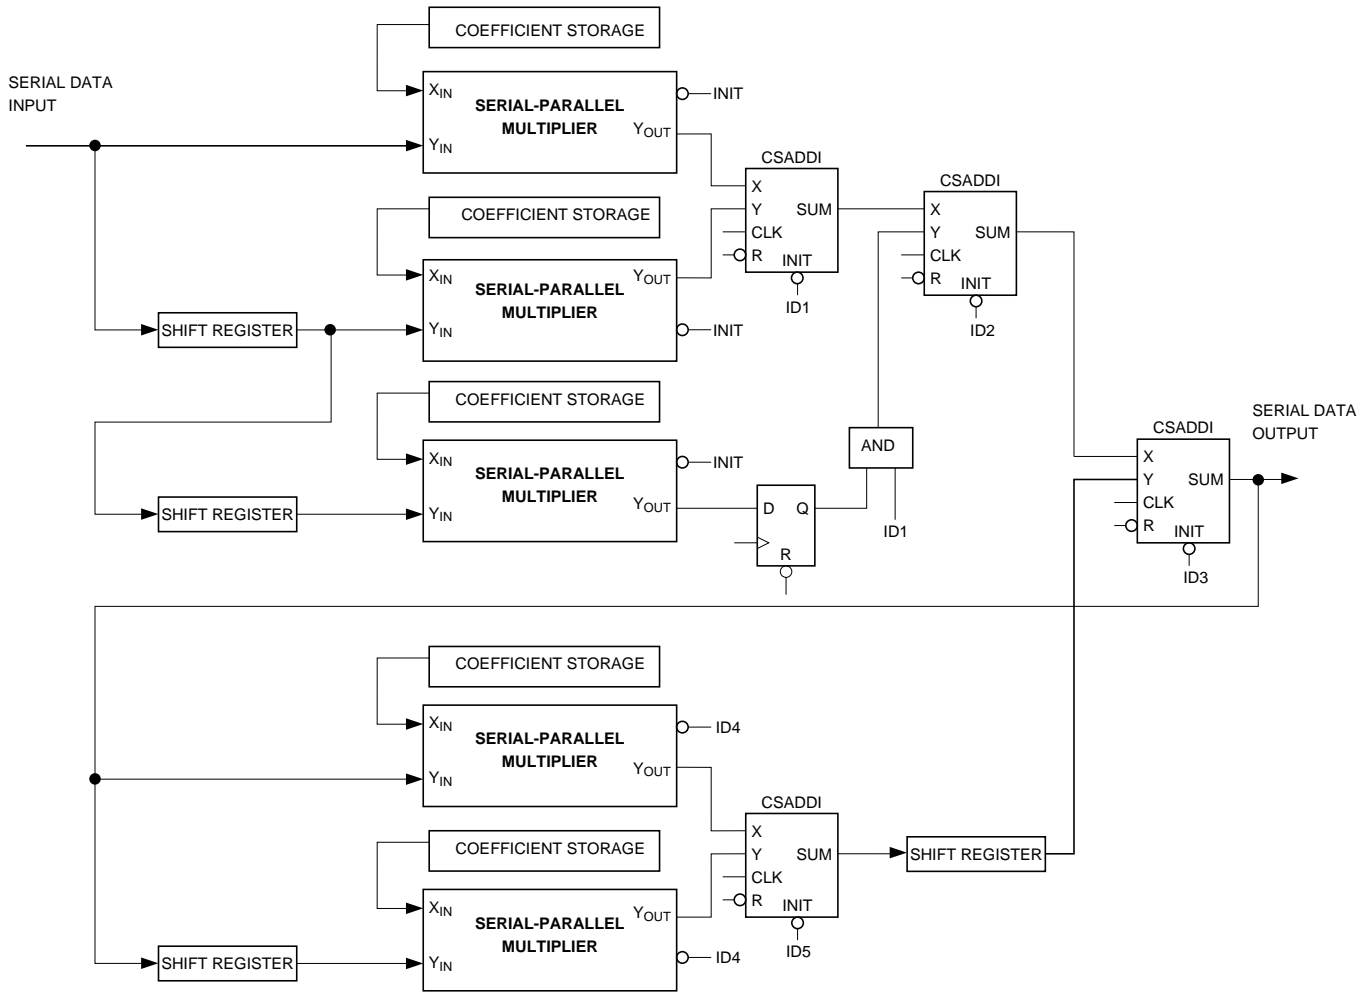 COEFFICIENT STORAGE
SERIAL DATA
INPUT
XIN
SERIAL-PARALLEL
MULTIPLIER
INIT
YOUT
YIN
CSADDI
X
Y
SUM
CLK
R
INIT
ID1
CSADDI
X
Y
SUM
CLK
R
INIT
ID2
COEFFICIENT STORAGE
XIN
SERIAL-PARALLEL
MULTIPLIER
YOUT
INIT
SHIFT REGISTER
YIN
COEFFICIENT STORAGE
XIN
SERIAL-PARALLEL
MULTIPLIER
INIT
YOUT
SHIFT REGISTER
YIN
D
Q
R
AND
ID1
CSADDI
X
Y
SUM
CLK
R
INIT
ID3
SERIAL DATA
OUTPUT
COEFFICIENT STORAGE
XIN
SERIAL-PARALLEL
MULTIPLIER
ID4
YOUT
YIN
CSADDI
X
Y
SUM
CLK
R
INIT
ID5
SHIFT REGISTER
COEFFICIENT STORAGE
XIN
SERIAL-PARALLEL
MULTIPLIER
YOUT
ID4
SHIFT REGISTER
YIN